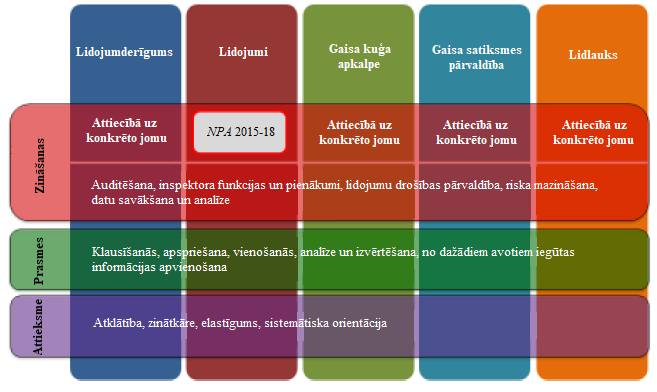 Lidojumderīgums
Lidojumi
Gaisa kuģa
apkalpe
Gaisa satiksmes
pārvaldība
Lidlauks
Zināšanas
Attiecībā uz
konkrēto jomu
NPA 2015-18
Attiecībā uz
konkrēto jomu
Attiecībā uz
konkrēto jomu
Attiecībā uz
konkrēto jomu
Auditēšana, inspektora funkcijas un pienākumi, lidojumu drošības pārvaldība, riska mazināšana,
datu savākšana un analīze
Prasmes
Klausīšanās, apspriešana, vienošanās, analīze un izvērtēšana, no dažādiem avotiem iegūtas
informācijas apvienošana
Attieksme
Atklātība, zinātkāre, elastīgums, sistemātiska orientācija